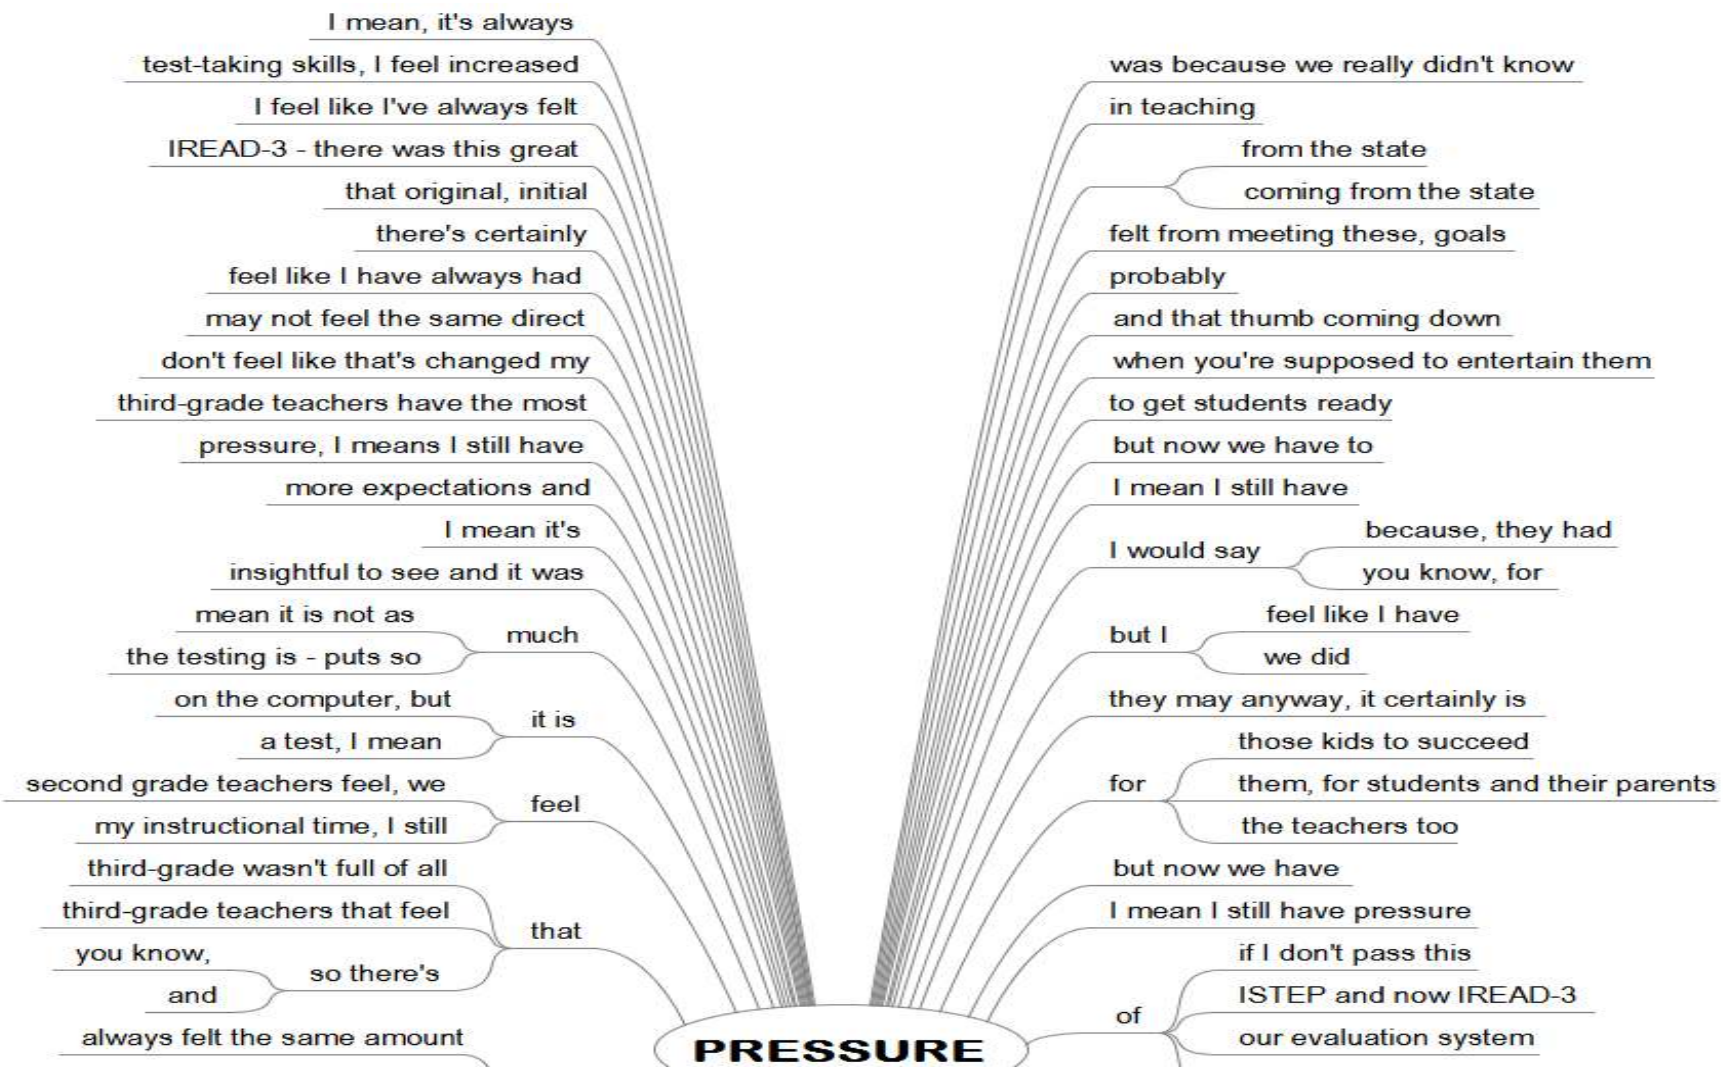 I mean, it's always
test-taking skills, I feel increased
I feel like I've always felt
IREAD-3 - there was this great
that original, initial
there's certainly
feel like I have always had
may not feel the same direct
don't feel like that's changed my
third-grade teachers have the most
pressure, I means I still have
more expectations and
I mean it's
insightful to see and it was
mean it is not as
much
the testing is - puts so
on the computer, but
it is
a test, I mean
second grade teachers feel, we
feel
my instructional time, I still
third-grade wasn't full of all
third-grade teachers that feel
that
you know,
so there's
and
always felt the same amount
PRESSURE
was because we really didn't know
in teaching
from the state
coming from the state
felt from meeting these, goals
probably
and that thumb coming down
when you're supposed to entertain them
to get students ready
but now we have to
I mean I still have
I would say
because, they had
you know, for
but I
feel like I have
we did
they may anyway, it certainly is
for
those kids to succeed
them, for students and their parents
the teachers too
but now we have
I mean I still have pressure
of
if I don't pass this
ISTEP and now IREAD-3
our evaluation system